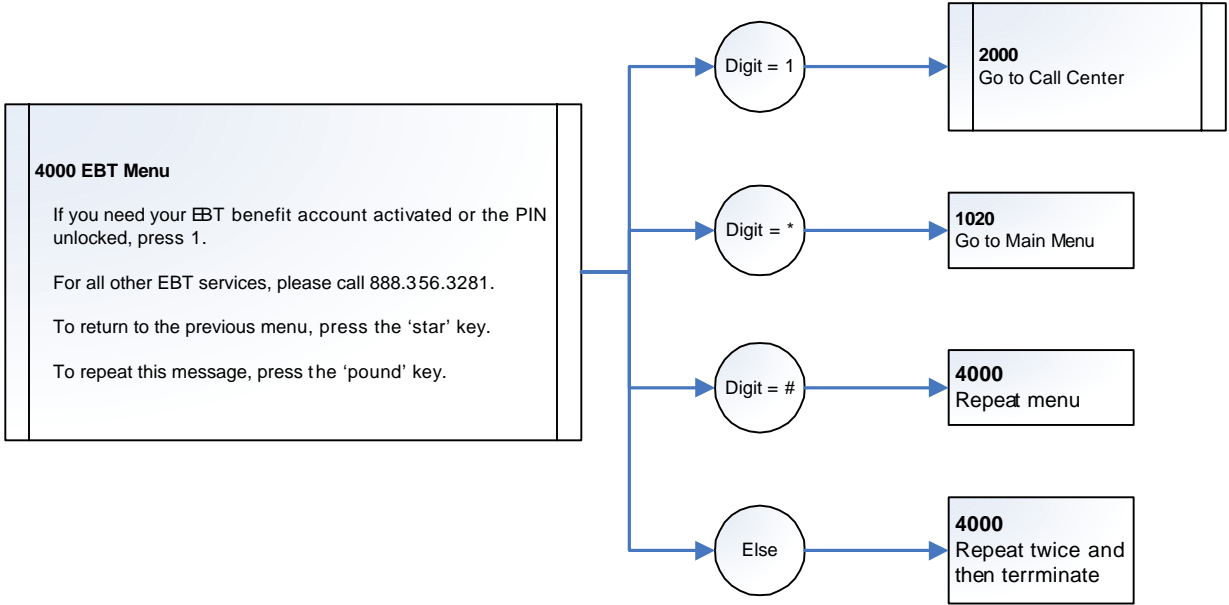 4000 EBT Menu
If you need your EBT benefit account activated or the PIN
unlocked, press 1.
For all other EBT services, please call 888.356.3281.
To return to the previous menu, press the ‘star’ key.
To repeat this message, press the ‘pound’ key.
Digit = 1
2000
Go to Call Center
Digit = *
1020
Go to Main Menu
Digit = #
4000
Repeat menu
Else
4000
Repeat twice and
then terrminate